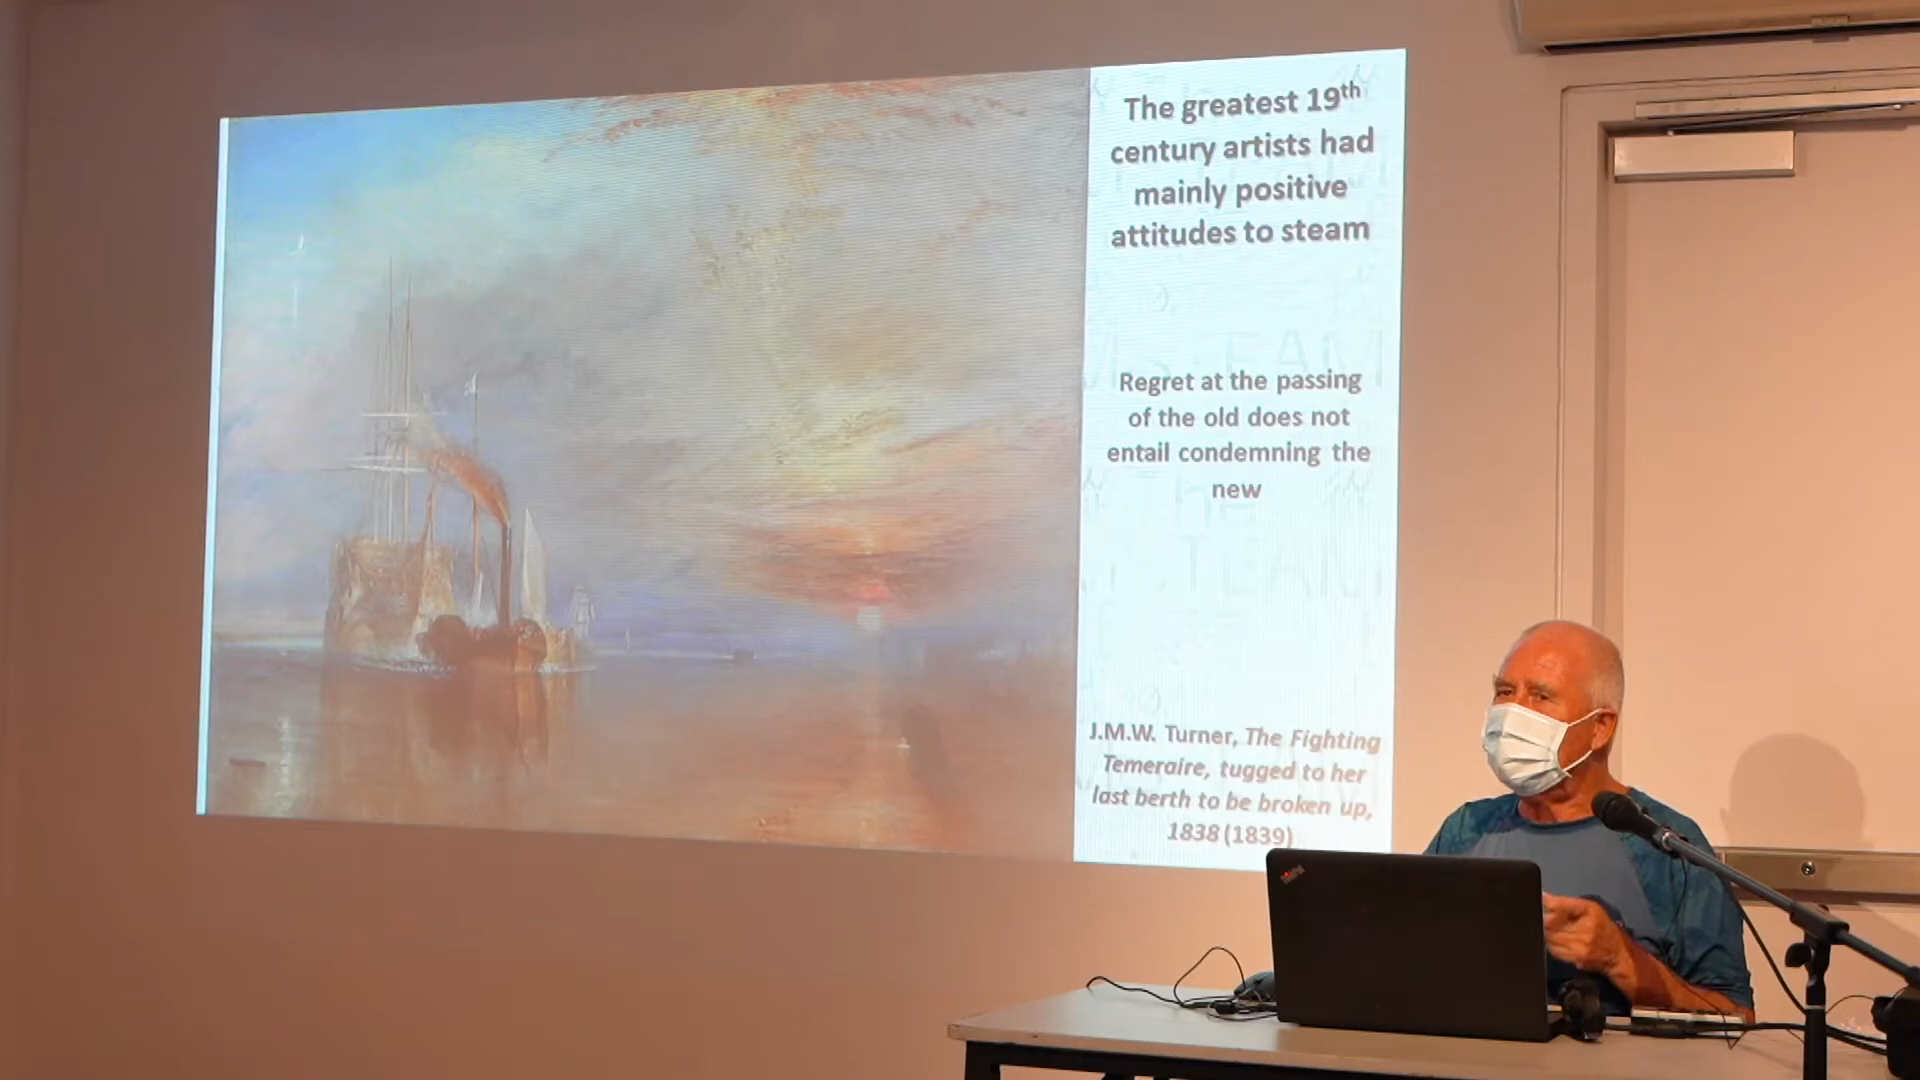 The greatest 19th
century artists had
mainly positive
attitudes to steam
Regret at the passing
of the old does not
entail condemning the
new
J.M.W. Turner, The Fighting
Temeraire, tugged to her
last berth to be broken up,
1838 (1839)
ThinkPad